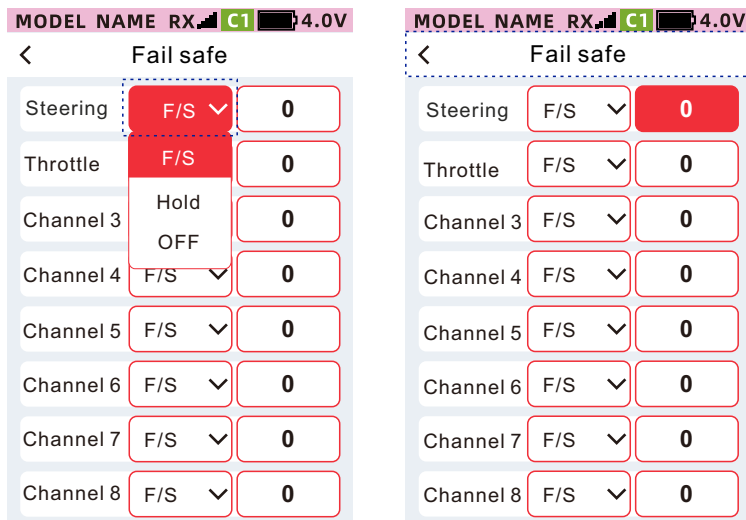 MODEL NAME RX C1 4.0V
Fail safe
Steering F/S 0
Throttle F/S 0
Hold
Channel 3 0
OFF
Channel 4 F/S 0
Channel 5 F/S 0
Channel 6 F/S 0
Channel 7 F/S 0
Channel 8 F/S 0
MODEL NAME RX C1 4.0V
Fail safe
Steering F/S 0
Throttle F/S 0
Channel 3 F/S 0
Channel 4 F/S 0
Channel 5 F/S 0
Channel 6 F/S 0
Channel 7 F/S 0
Channel 8 F/S 0